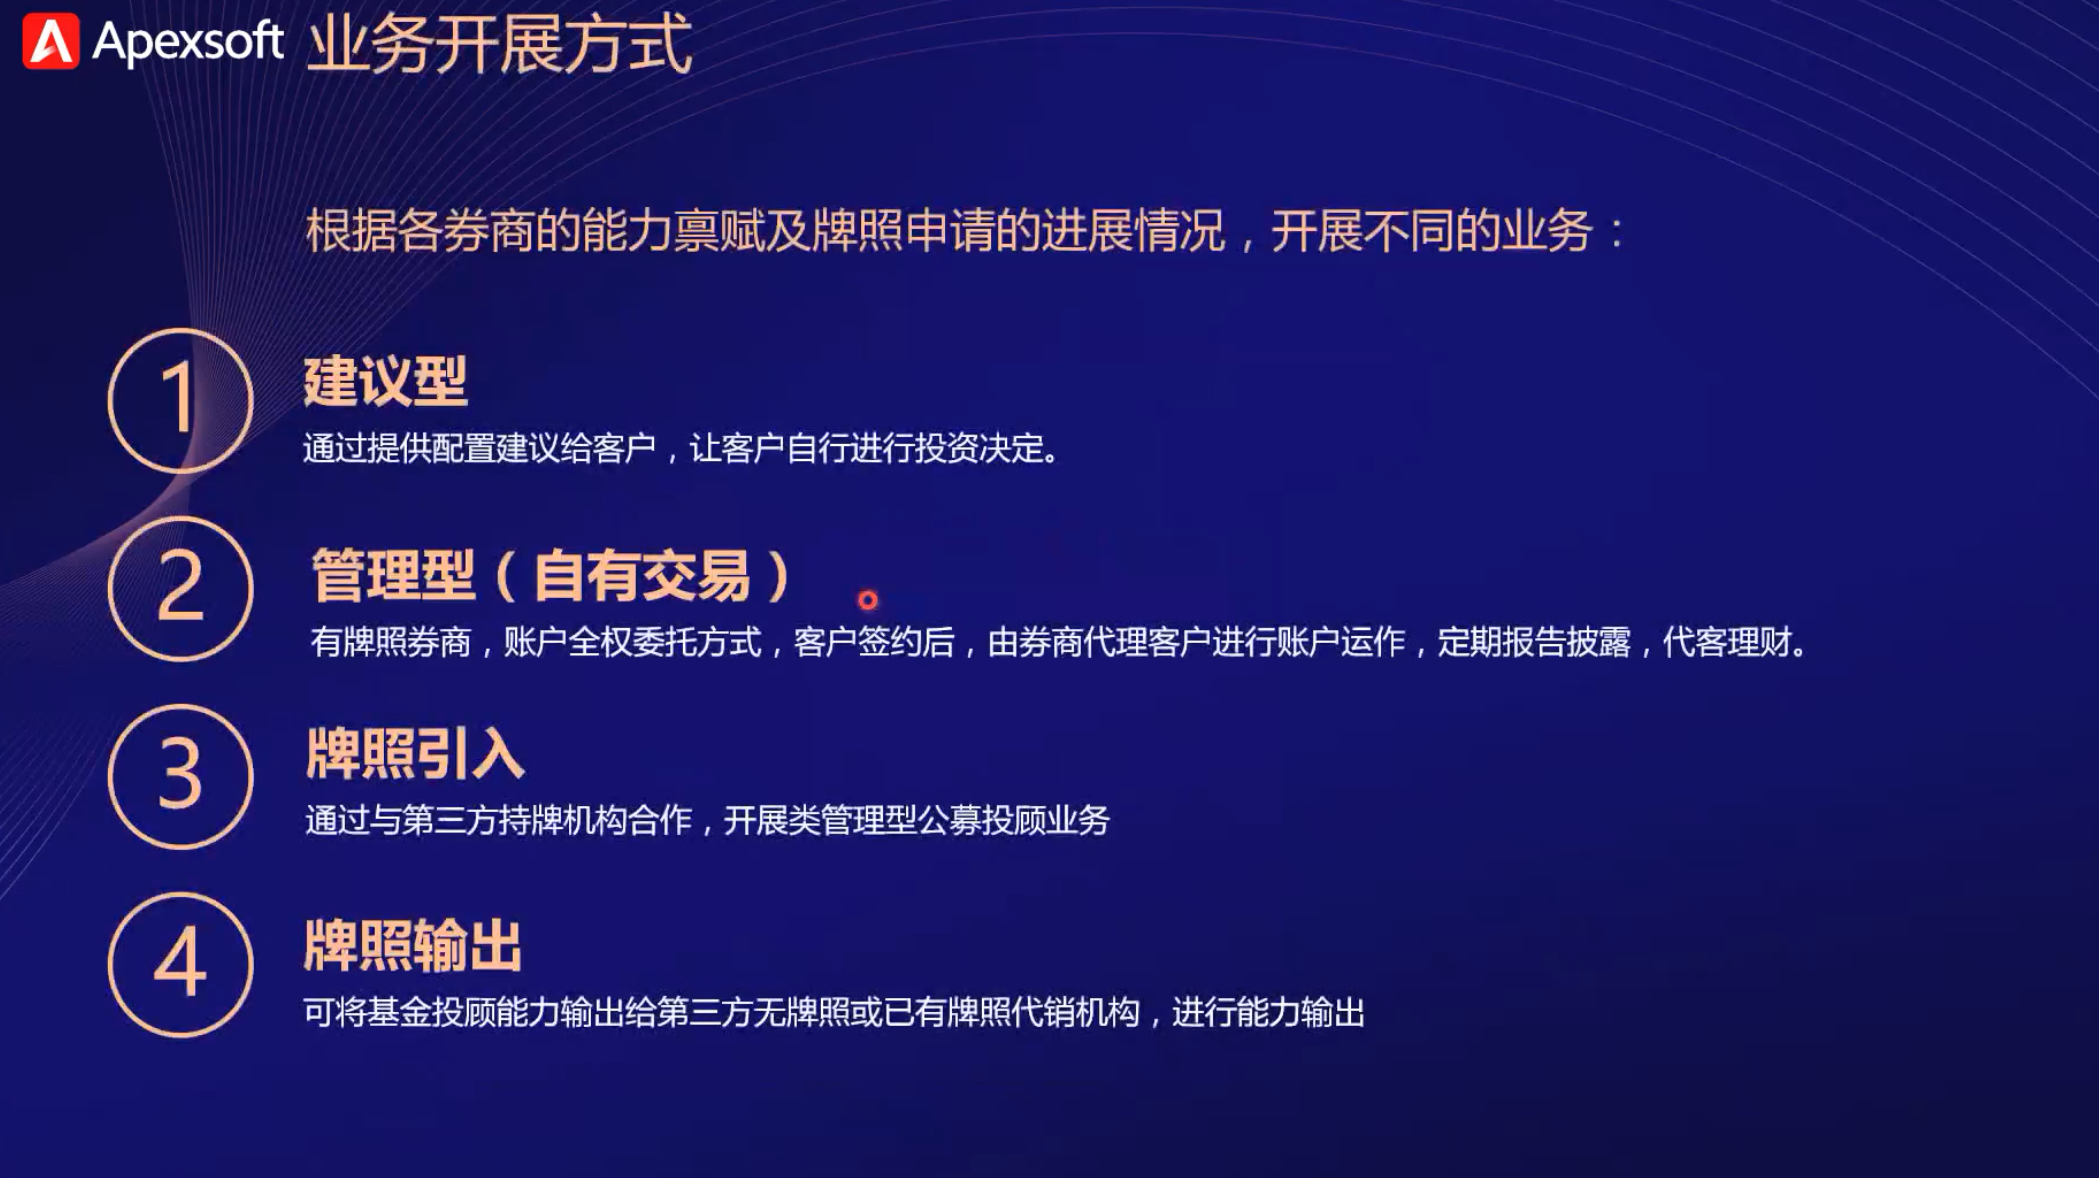 Apexsoft 业务开展方式
根据各券商的能力禀赋及牌照申请的进展情况，开展不同的业务：
1 建议型
通过提供配置建议给客户，让客户自行进行投资决定。
2 管理型（自有交易）
有牌照券商，账户全权委托方式，客户签约后，由券商代理客户进行账户运作，定期报告披露，代客理财。
3 牌照引入
通过与第三方持牌机构合作，开展类管理型公募投顾业务
4 牌照输出
可将基金投顾能力输出给第三方无牌照或已有牌照代销机构，进行能力输出